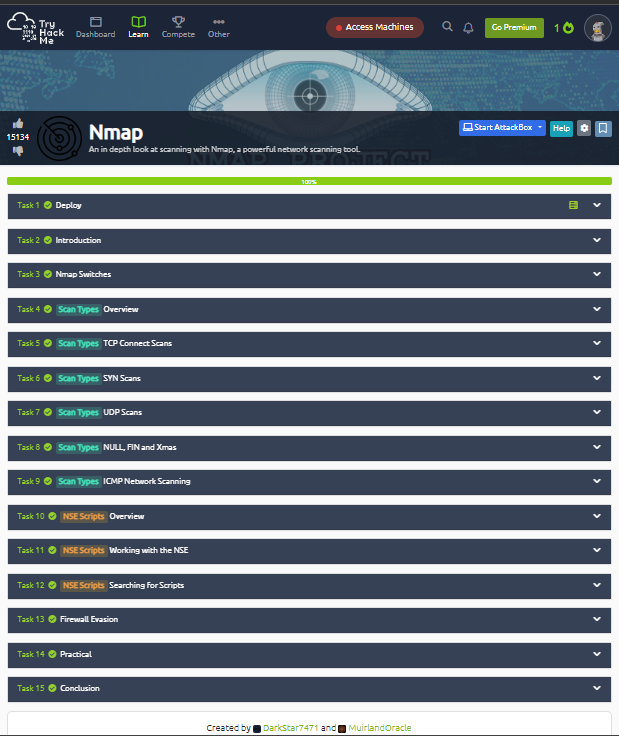 Try
Hack
Me
Dashboard
Learn
Compete
Other
Access Machines
Go Premium
1
15134
Nmap
An in depth look at scanning with Nmap, a powerful network scanning tool.
NMAP PROJECT
Start AttackBox
Help
100%
Task 1 Deploy
Task 2 Introduction
Task 3 Nmap Switches
Task 4 Scan Types Overview
Task 5 Scan Types TCP Connect Scans
Task 6 Scan Types SYN Scans
Task 7 Scan Types UDP Scans
Task 8 Scan Types NULL, FIN and Xmas
Task 9 Scan Types ICMP Network Scanning
Task 10 NSE Scripts Overview
Task 11 NSE Scripts Working with the NSE
Task 12 NSE Scripts Searching for Scripts
Task 13 Firewall Evasion
Task 14 Practical
Task 15 Conclusion
Created by DarkStar7471 and MuirlandOracle